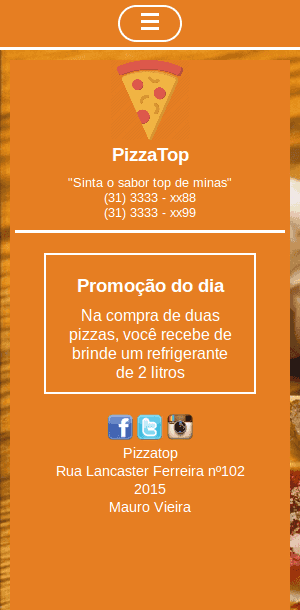 PizzaTop
"Sinta o sabor top de minas"
(31) 3333 - xx88
(31) 3333 - xx99
Promoção do dia
Na compra de duas
pizzas, você recebe de
brinde um refrigerante
de 2 litros
Pizzatop
Rua Lancaster Ferreira nº102
2015
Mauro Vieira